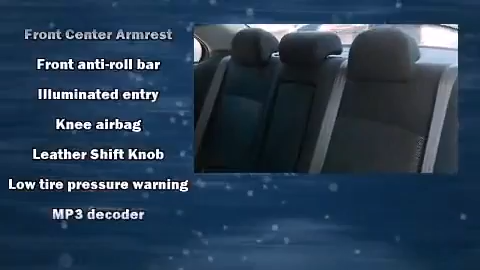 Front Center Armrest
Front anti-roll bar
Illuminated entry
Knee airbag
Leather Shift Knob
Low tire pressure warning
MP3 decoder